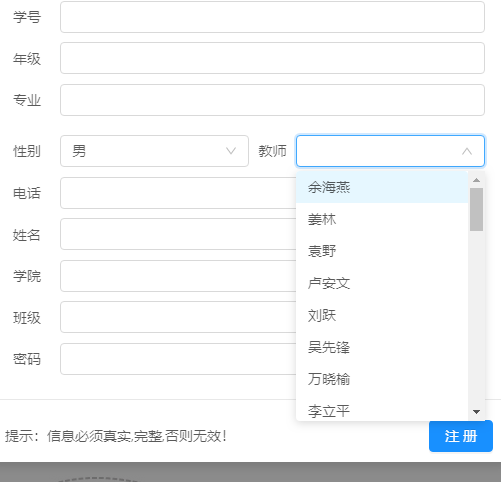 学号
年级
专业
性别 男 教师
余海燕
电话
姜林
姓名
袁野
学院
卢安文
班级
刘跃
密码
吴先锋
万晓榆
李立平
提示：信息必须真实,完整,否则无效！
注 册